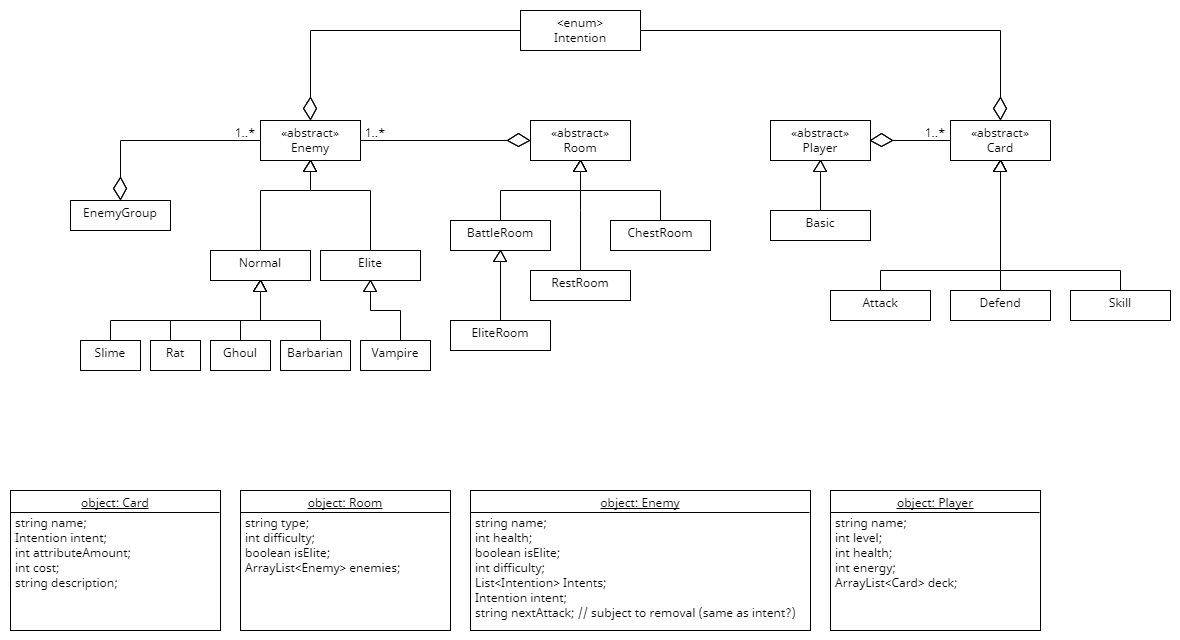 <enum>
Intention
1..*
«abstract»
Enemy
1..*
«abstract»
Room
«abstract»
Player
1..*
«abstract»
Card
EnemyGroup
Basic
BattleRoom
ChestRoom
Normal
Elite
RestRoom
Attack
Defend
Skill
EliteRoom
Slime
Rat
Ghoul
Barbarian
Vampire
object: Card
string name;
Intention intent;
int attributeAmount;
int cost;
string description;
object: Room
string type;
int difficulty;
boolean isElite;
ArrayList<Enemy> enemies;
object: Enemy
string name;
int health;
boolean isElite;
int difficulty;
List<Intention> Intents;
Intention intent;
string nextAttack; // subject to removal (same as intent?)
object: Player
string name;
int level;
int health;
int energy;
ArrayList<Card> deck;